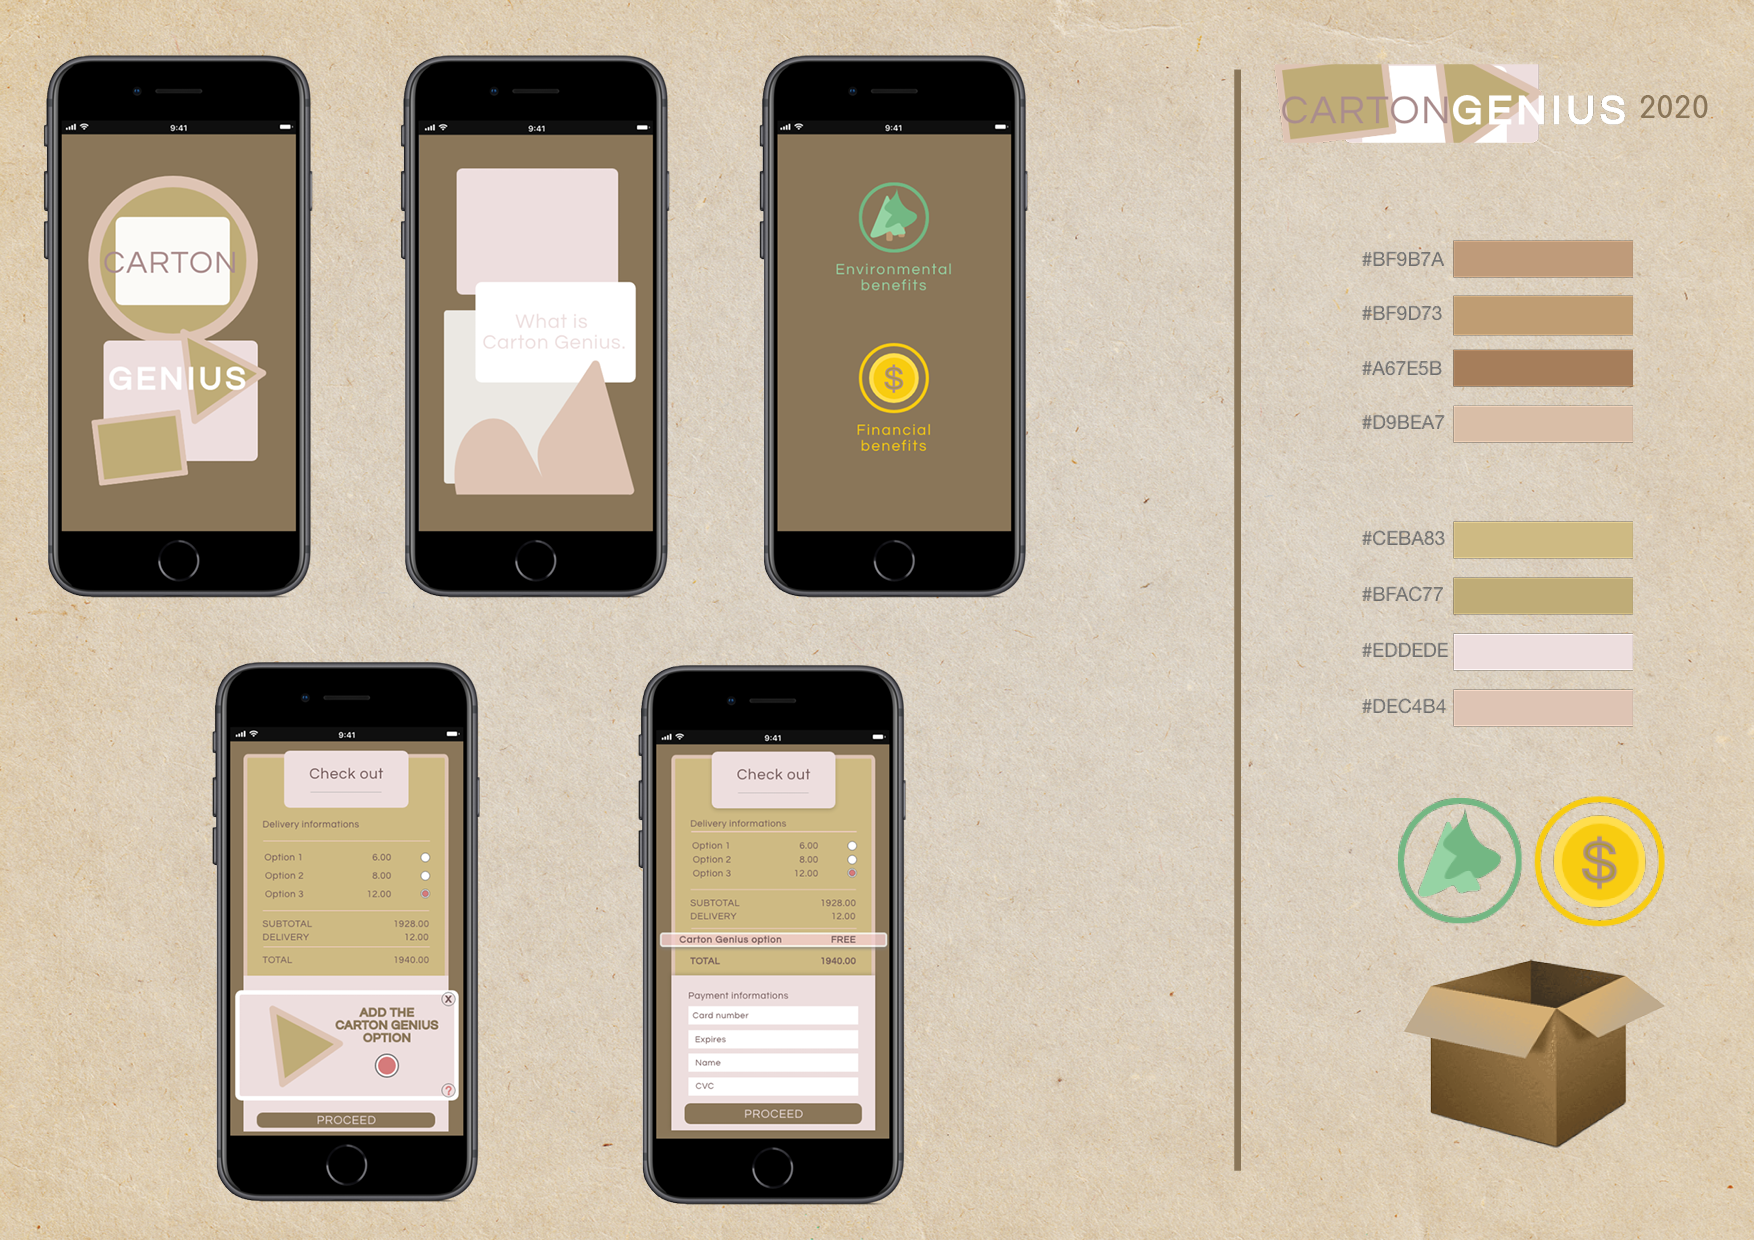 9:41
CARTON
GENIUS
9:41
What is
Carton Genius.
9:41
Environmental
benefits
$
Financial
benefits
9:41
Check out
Delivery informations
Option 1 6.00
Option 2 8.00
Option 3 12.00
SUBTOTAL 1928.00
DELIVERY 12.00
TOTAL 1940.00
X
ADD THE
CARTON GENIUS
OPTION
?
PROCEED
9:41
Check out
Delivery informations
Option 1 6.00
Option 2 8.00
Option 3 12.00
SUBTOTAL 1928.00
DELIVERY 12.00
Carton Genius option FREE
TOTAL 1940.00
Payment informations
Card number
Expires
Name
CVC
PROCEED
CARTONGENIUS 2020
#BF9B7A
#BF9D73
#A67E5B
#D9BEA7
#CEBA83
#BFAC77
#EDDEDE
#DEC4B4
$